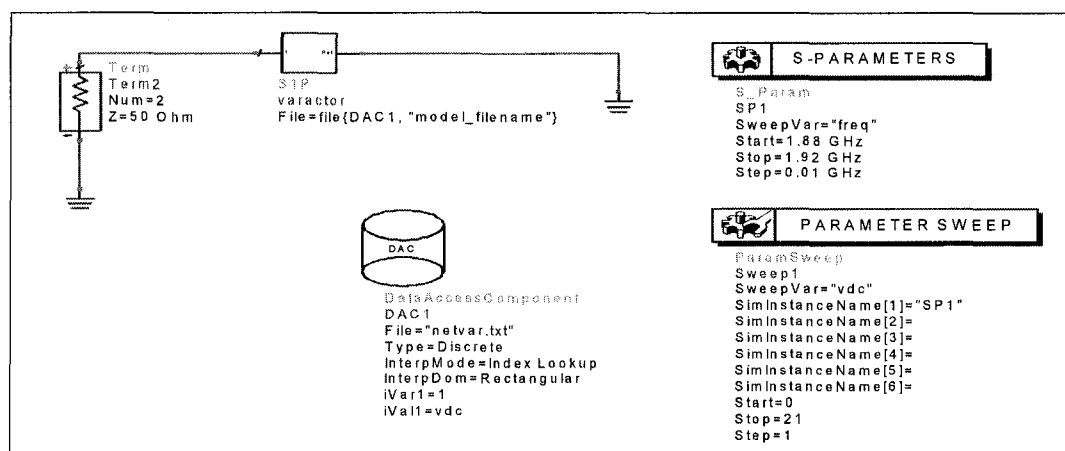 Term
Term2
Num=2
Z=50 Ohm
1
Ref
S1P
varactor
File=file{DAC1, "model_filename"}
DAC
DataAccessComponent
DAC1
File="netvar.txt"
Type=Discrete
InterpMode=Index Lookup
InterpDom=Rectangular
iVar1=1
iVal1=vdc
S-PARAMETERS
S_Param
SP1
SweepVar="freq"
Start=1.88 GHz
Stop=1.92 GHz
Step=0.01 GHz
PARAMETER SWEEP
ParamSweep
Sweep1
SweepVar="vdc"
SimInstanceName[1]="SP1"
SimInstanceName[2]=
SimInstanceName[3]=
SimInstanceName[4]=
SimInstanceName[5]=
SimInstanceName[6]=
Start=0
Stop=21
Step=1